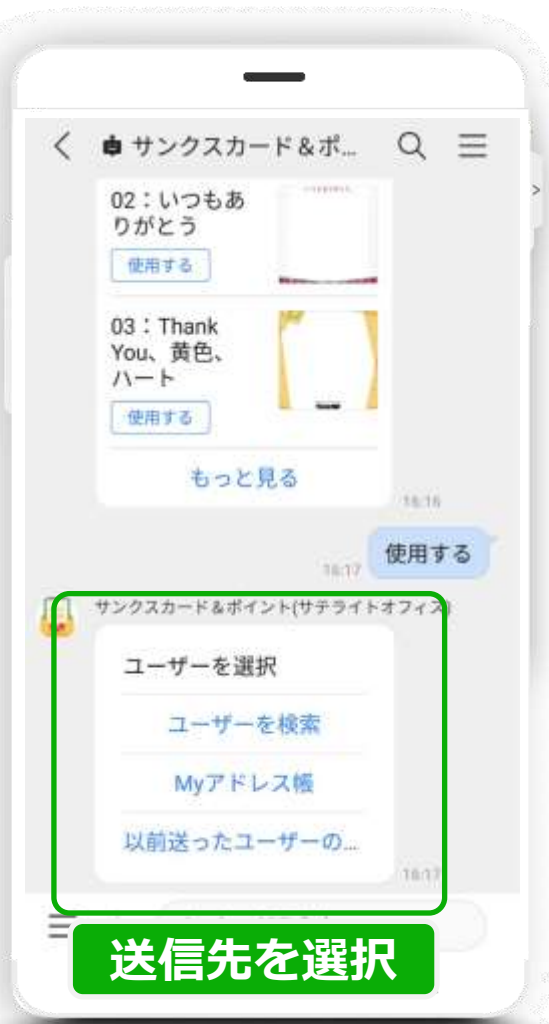 サンクスカード＆ポ...
02：いつもあ
りがとう
使用する
03：Thank
You、黄色、
ハート
使用する
もっと見る
16:16
使用する
16:17
サンクスカード＆ポイント(サテライトオフィス)
ユーザーを選択
ユーザーを検索
Myアドレス帳
以前送ったユーザーの...
16:17
送信先を選択